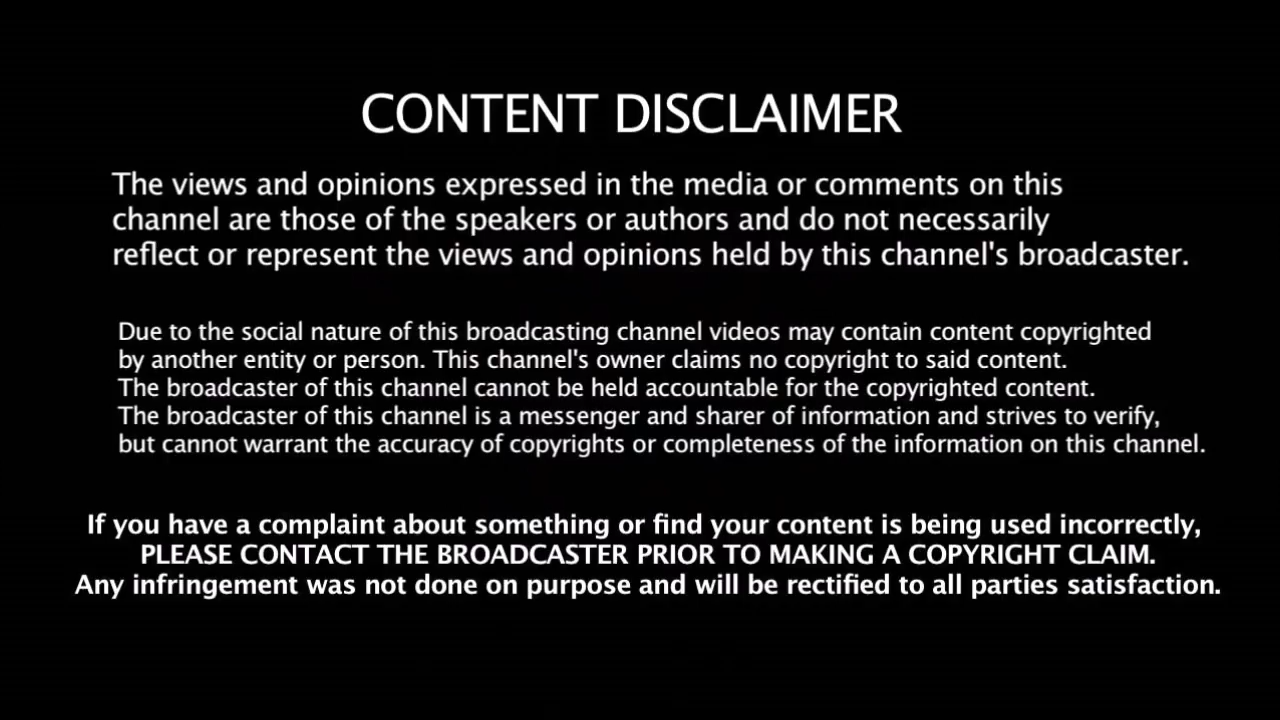 CONTENT DISCLAIMER
The views and opinions expressed in the media or comments on this
channel are those of the speakers or authors and do not necessarily
reflect or represent the views and opinions held by this channel's broadcaster.
Due to the social nature of this broadcasting channel videos may contain content copyrighted
by another entity or person. This channel's owner claims no copyright to said content.
The broadcaster of this channel cannot be held accountable for the copyrighted content.
The broadcaster of this channel is a messenger and sharer of information and strives to verify,
but cannot warrant the accuracy of copyrights or completeness of the information on this channel.
If you have a complaint about something or find your content is being used incorrectly,
PLEASE CONTACT THE BROADCASTER PRIOR TO MAKING A COPYRIGHT CLAIM.
Any infringement was not done on purpose and will be rectified to all parties satisfaction.